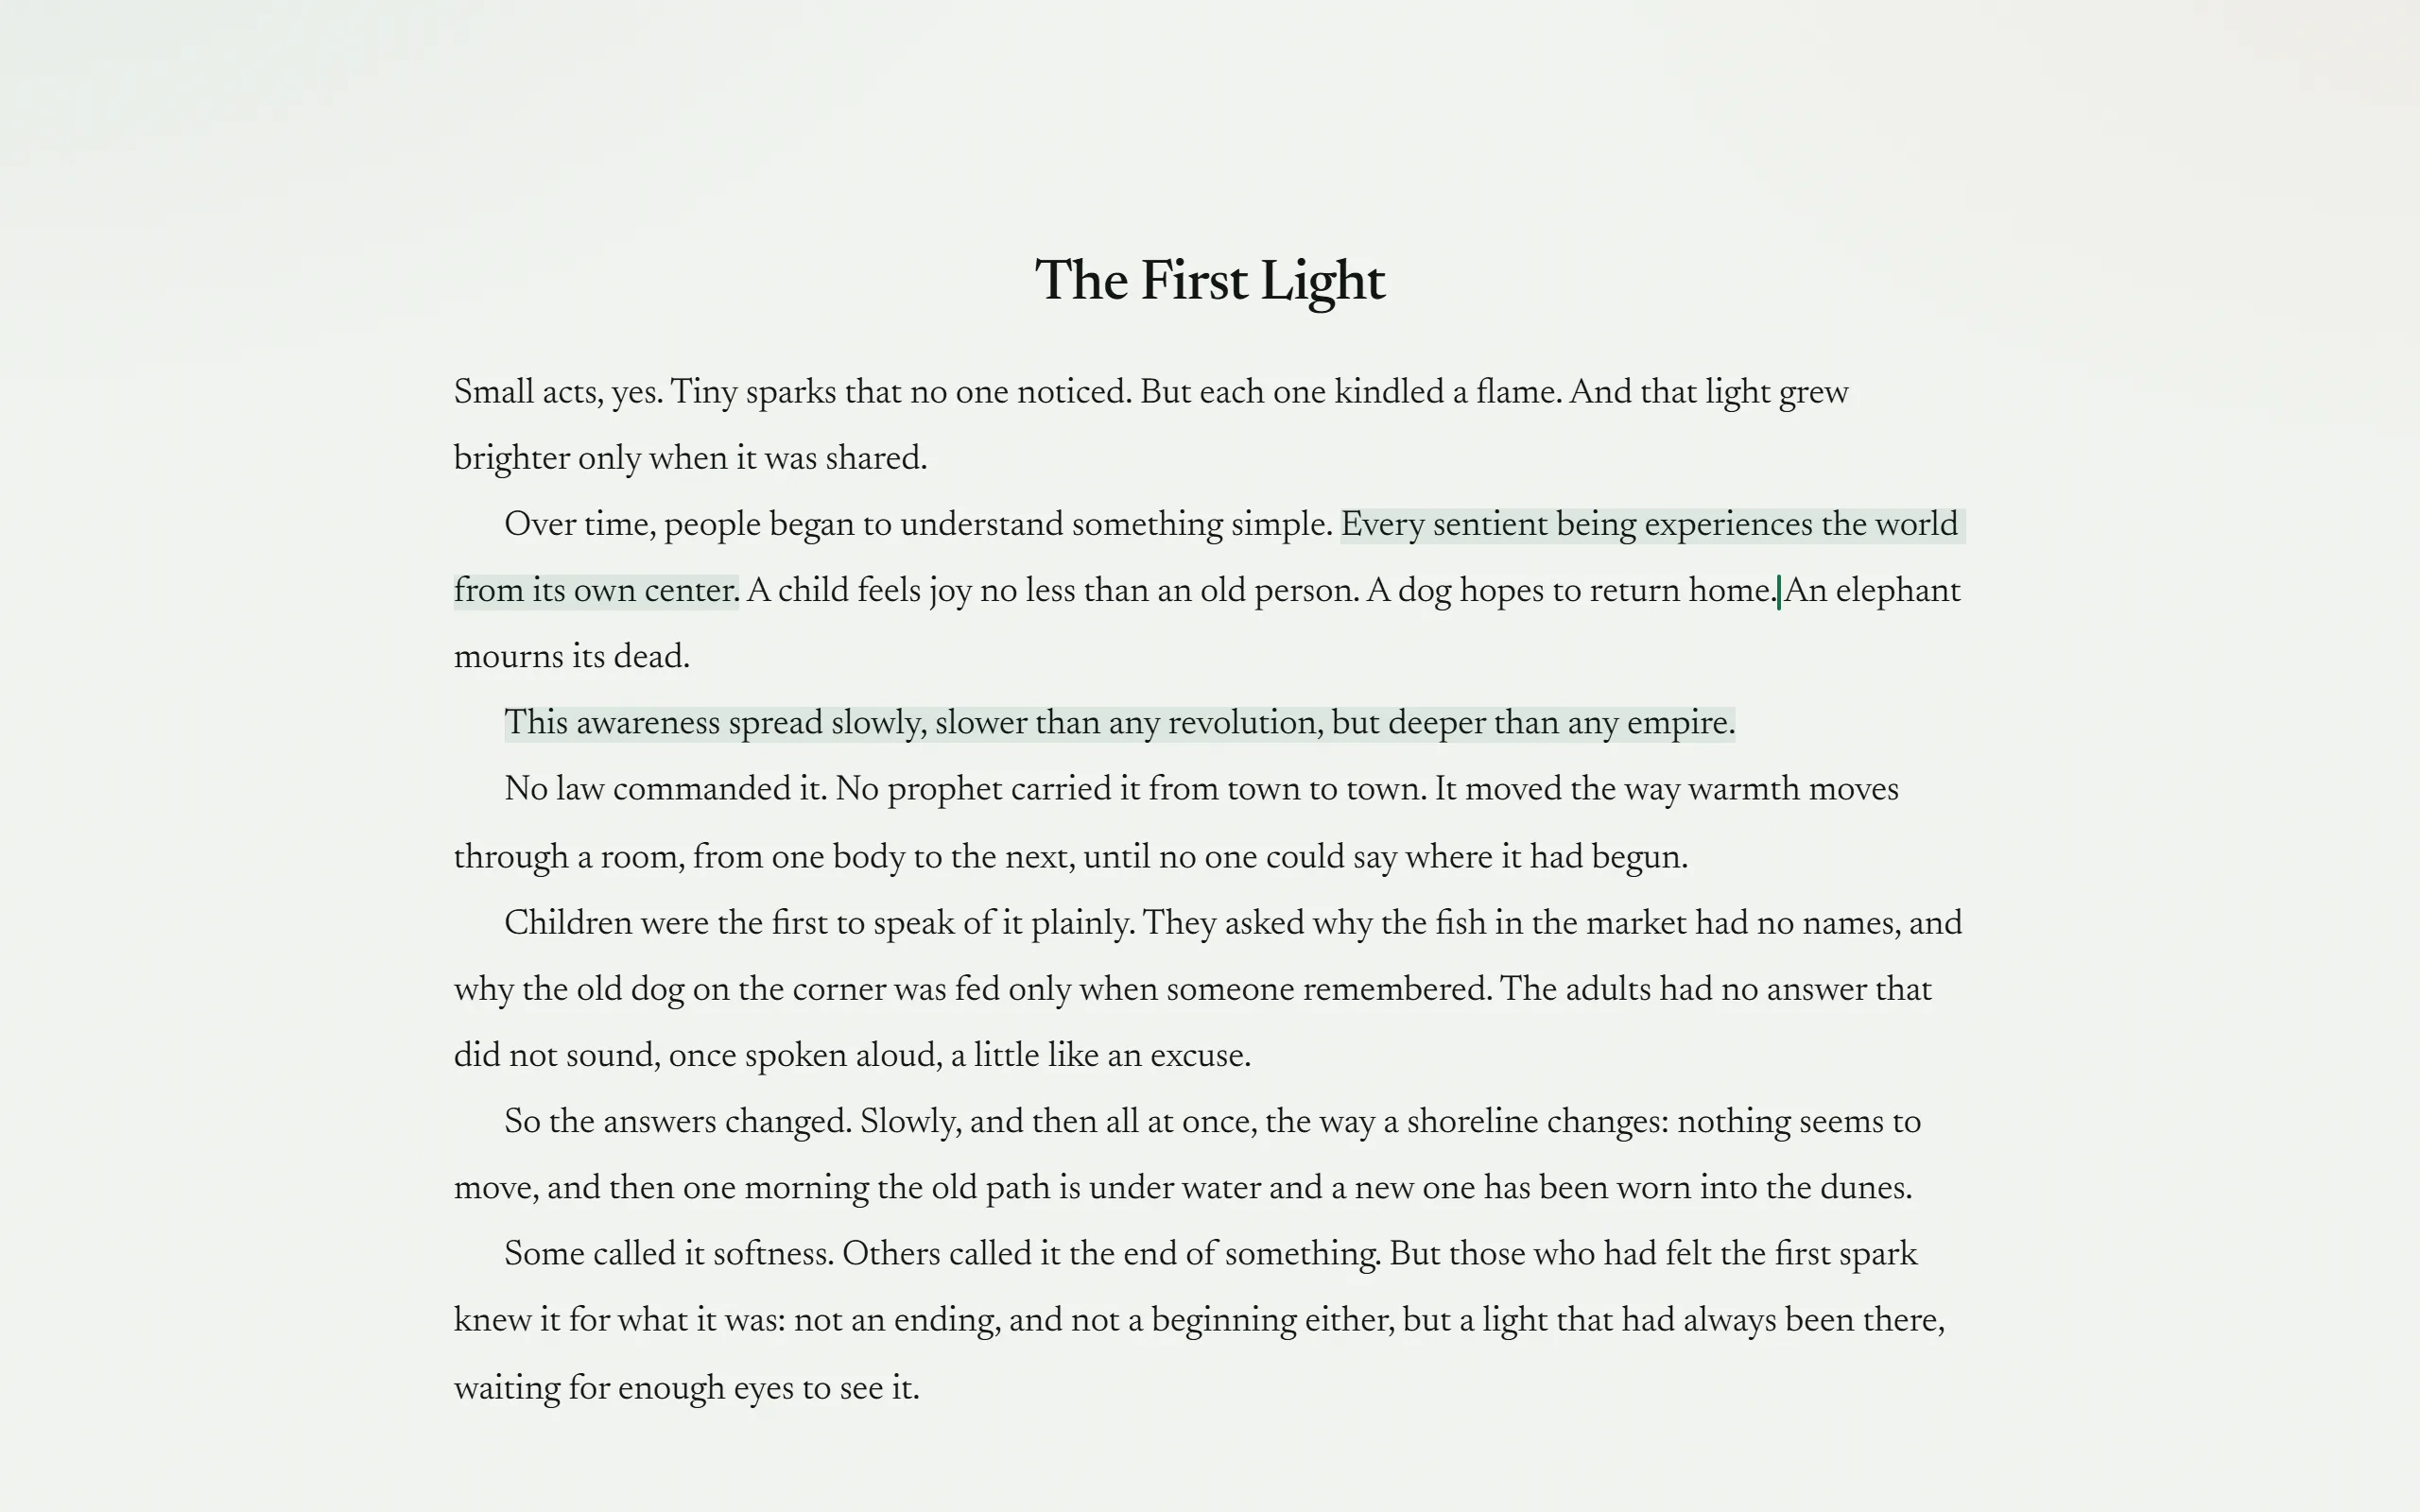 The First Light
Small acts, yes. Tiny sparks that no one noticed. But each one kindled a flame. And that light grew
brighter only when it was shared.
Over time, people began to understand something simple. Every sentient being experiences the world
from its own center. A child feels joy no less than an old person. A dog hopes to return home. An elephant
mourns its dead.
This awareness spread slowly, slower than any revolution, but deeper than any empire.
No law commanded it. No prophet carried it from town to town. It moved the way warmth moves
through a room, from one body to the next, until no one could say where it had begun.
Children were the first to speak of it plainly. They asked why the fish in the market had no names, and
why the old dog on the corner was fed only when someone remembered. The adults had no answer that
did not sound, once spoken aloud, a little like an excuse.
So the answers changed. Slowly, and then all at once, the way a shoreline changes: nothing seems to
move, and then one morning the old path is under water and a new one has been worn into the dunes.
Some called it softness. Others called it the end of something. But those who had felt the first spark
knew it for what it was: not an ending, and not a beginning either, but a light that had always been there,
waiting for enough eyes to see it.